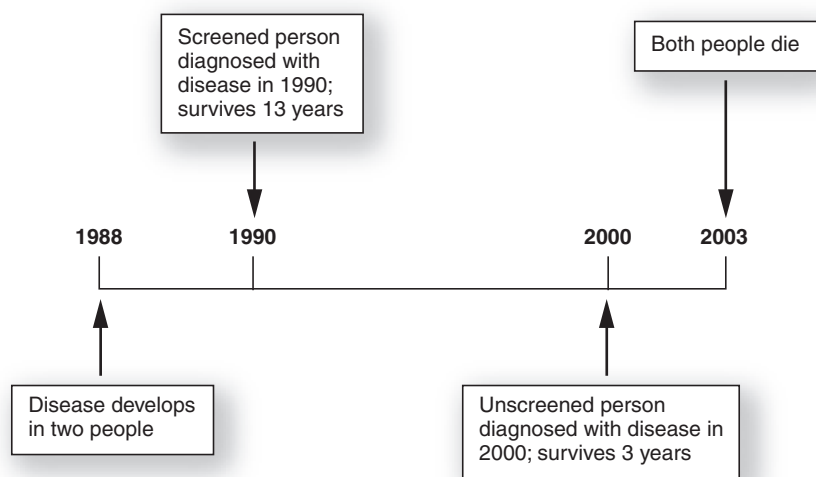 Screened person
diagnosed with
disease in 1990;
survives 13 years
Both people die
1988
1990
2000
2003
Disease develops
in two people
Unscreened person
diagnosed with disease in
2000; survives 3 years